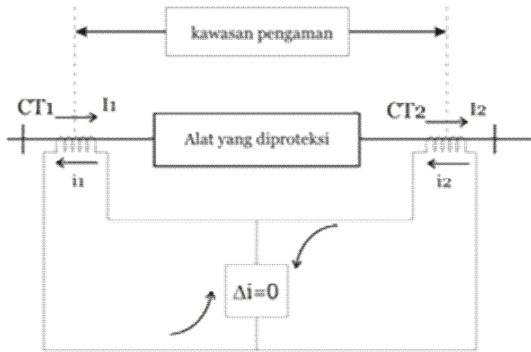 kawasan pengaman
CT1 I1
CT2 I2
Alat yang diproteksi
i1
i2
Δi=0